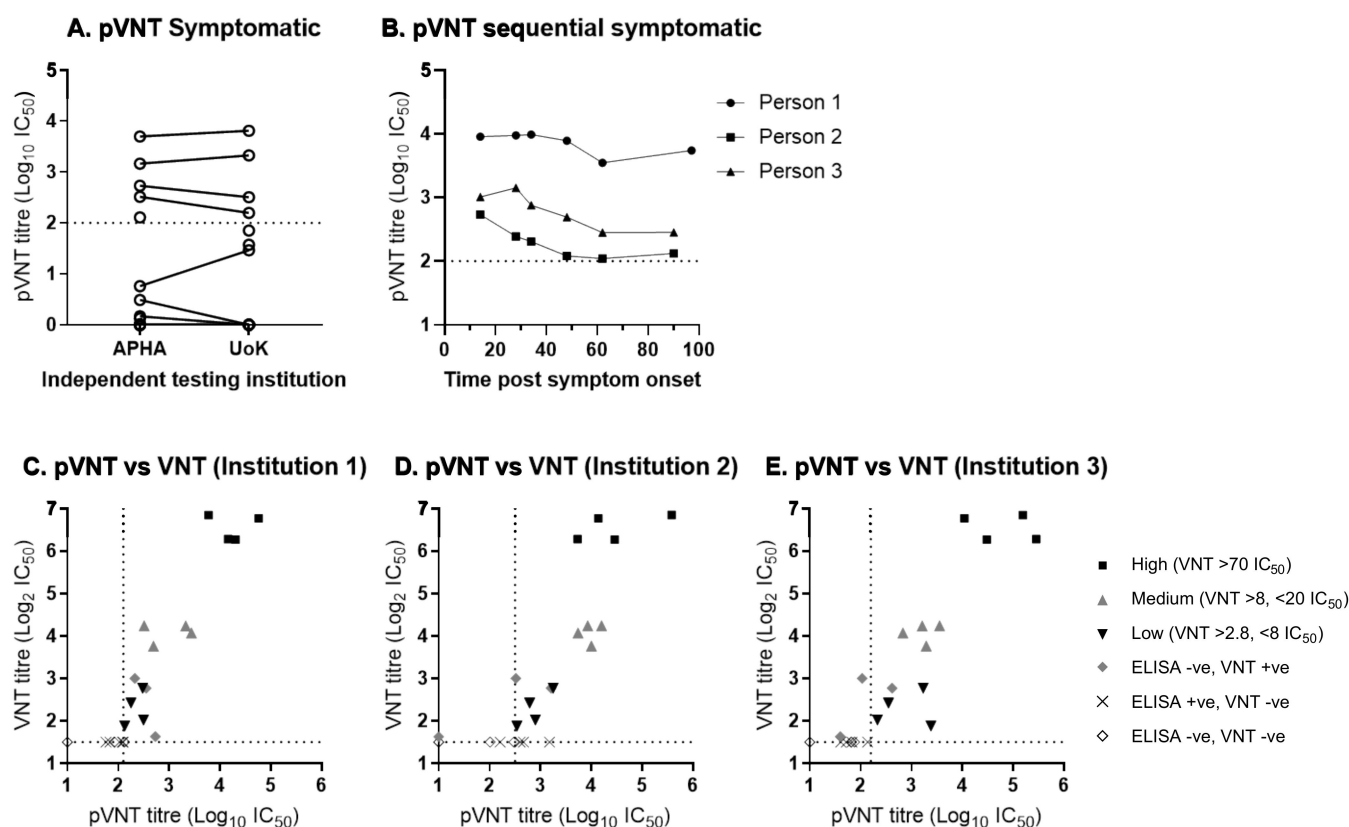 A. pVNT Symptomatic
pVNT titre (Log10 IC50)
5
4
3
2
1
0
APHA UoK
Independent testing institution
B. pVNT sequential symptomatic
pVNT titre (Log10 IC50)
5
4
3
2
1
0 20 40 60 80 100
Time post symptom onset
Person 1
Person 2
Person 3
C. pVNT vs VNT (Institution 1)
VNT titre (Log2 IC50)
7
6
5
4
3
2
1
1 2 3 4 5 6
pVNT titre (Log10 IC50)
D. pVNT vs VNT (Institution 2)
VNT titre (Log2 IC50)
7
6
5
4
3
2
1
1 2 3 4 5 6
pVNT titre (Log10 IC50)
E. pVNT vs VNT (Institution 3)
VNT titre (Log2 IC50)
7
6
5
4
3
2
1
1 2 3 4 5 6
pVNT titre (Log10 IC50)
High (VNT >70 IC50)
Medium (VNT >8, <20 IC50)
Low (VNT >2.8, <8 IC50)
ELISA -ve, VNT +ve
ELISA +ve, VNT -ve
ELISA -ve, VNT -ve